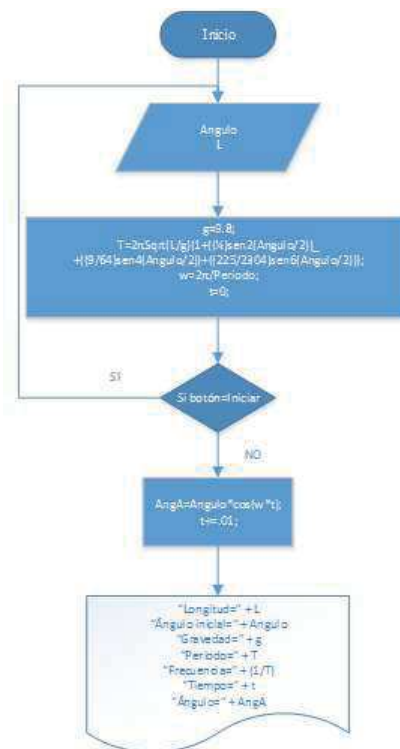 Inicio
Angulo
L
g=9.8;
T=2πSqrt(L/g)(1+((¼)sen2(Angulo/2))_
+((9/64)sen4(Angulo/2))+((225/2304)sen6(Angulo/2)));
w=2π/Periodo;
t=0;
SI
Si botón=Iniciar
NO
AngA=Angulo*cos(w*t);
t+=.01;
"Longitud=" + L
"Ángulo inicial=" + Angulo
"Gravedad=" + g
"Periodo=" + T
"Frecuencia=" + (1/T)
"Tiempo=" + t
"Ángulo=" + AngA